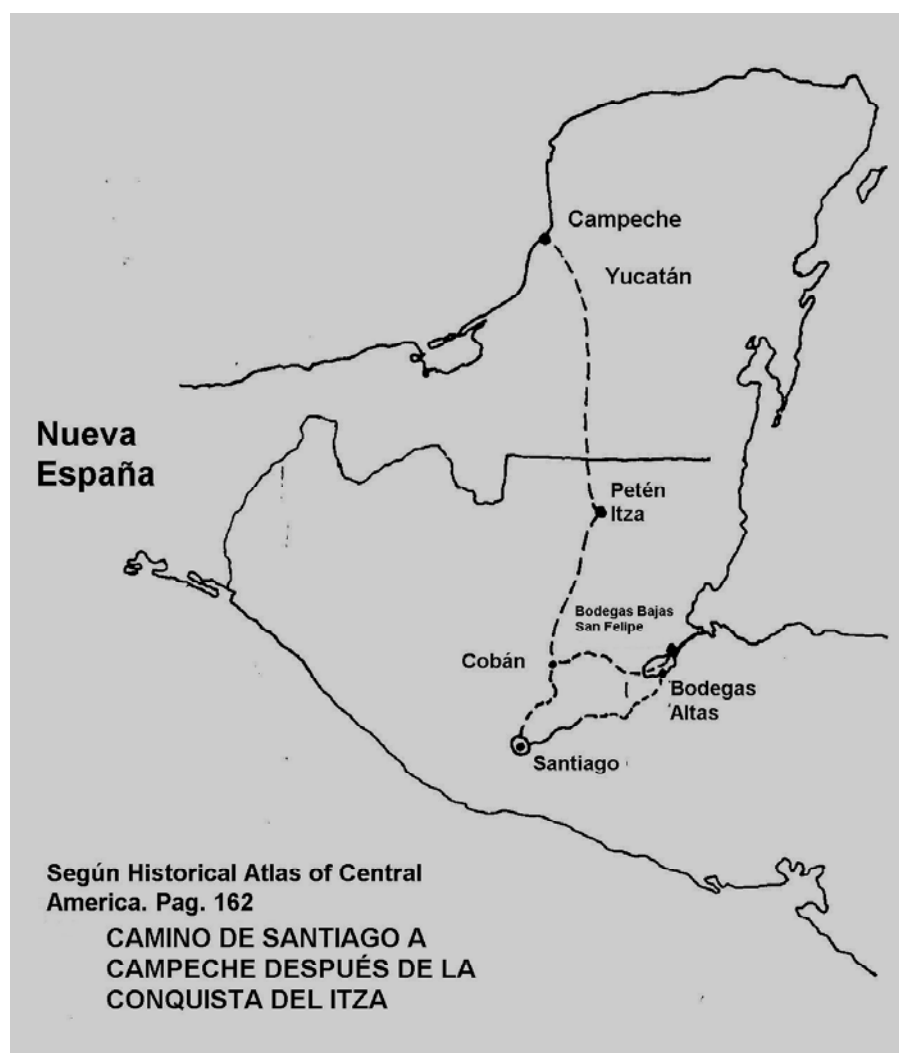 Campeche
Yucatán
Nueva
España
Petén
Itza
Bodegas Bajas
San Felipe
Cobán
Bodegas
Altas
Santiago
Según Historical Atlas of Central
America. Pag. 162
CAMINO DE SANTIAGO A
CAMPECHE DESPUÉS DE LA
CONQUISTA DEL ITZA